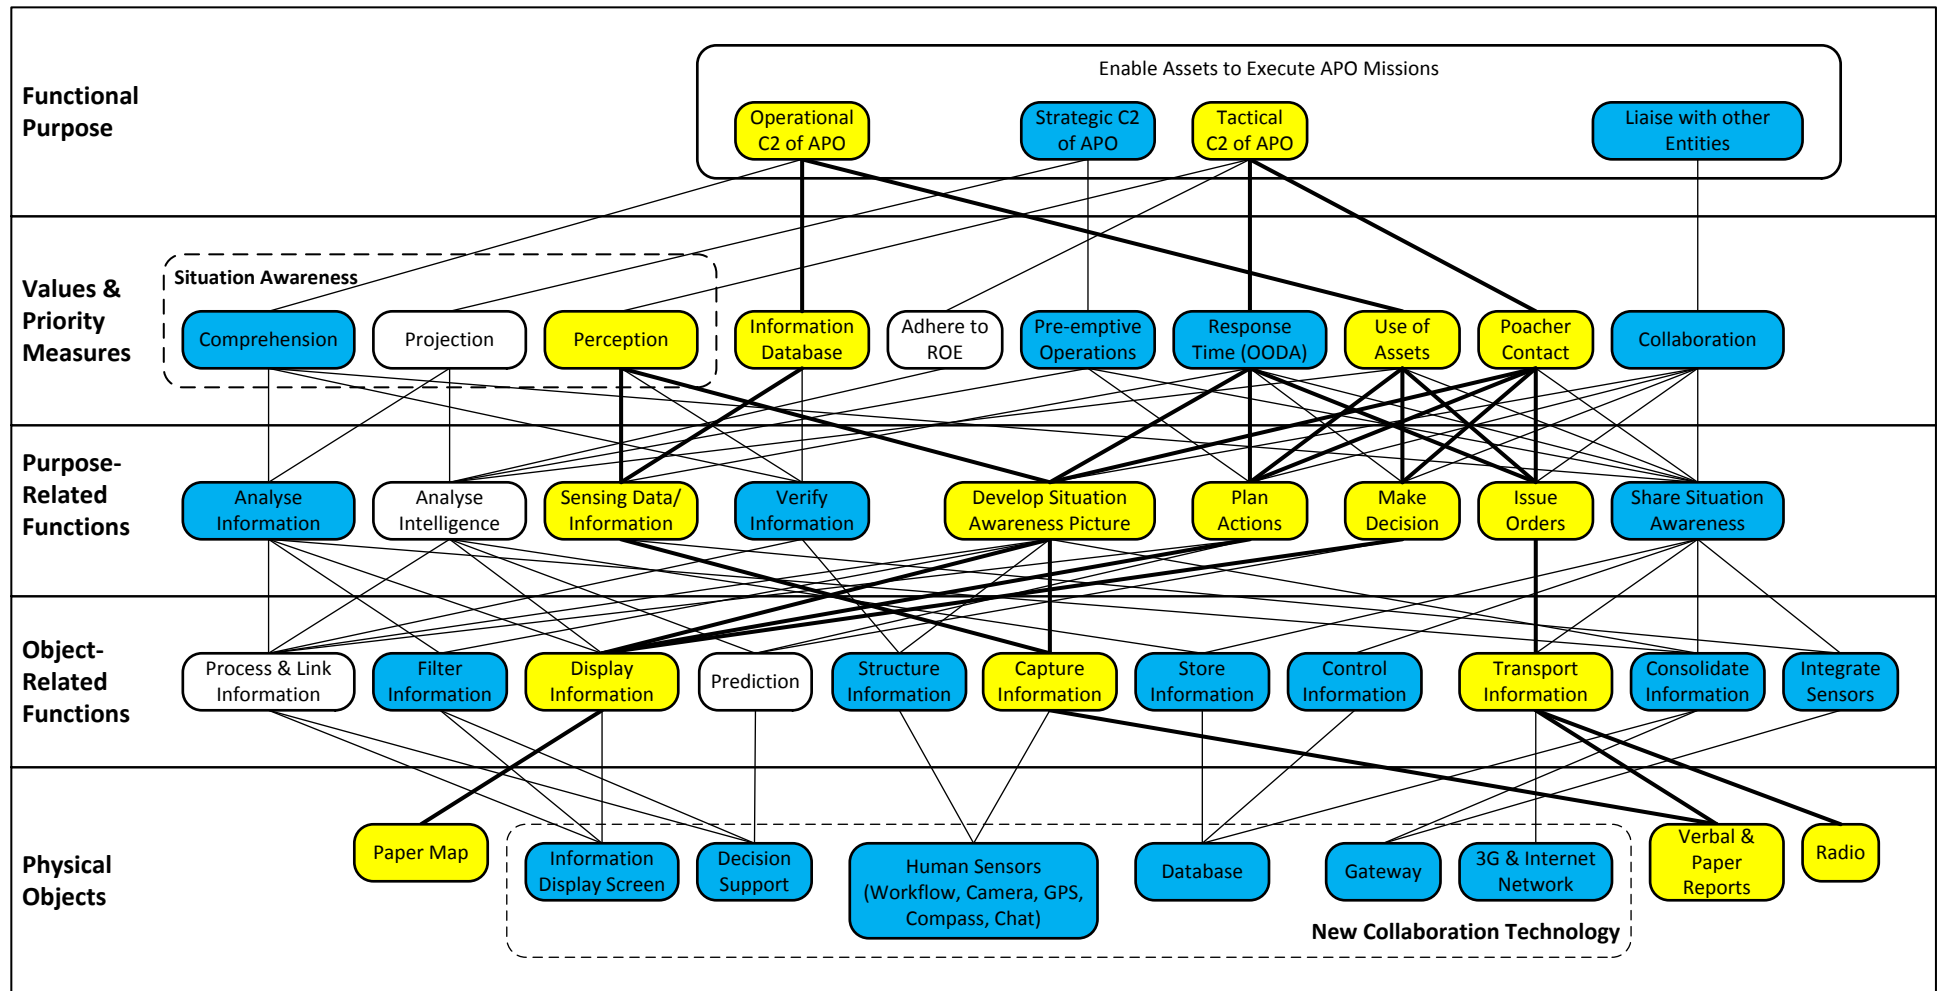 Enable Assets to Execute APO Missions
Functional
Purpose
Operational
C2 of APO
Strategic C2
of APO
Tactical
C2 of APO
Liaise with other
Entities
Situation Awareness
Values &
Priority
Measures
Comprehension
Projection
Perception
Information
Database
Adhere to
ROE
Pre-emptive
Operations
Response
Time (OODA)
Use of
Assets
Poacher
Contact
Collaboration
Purpose-
Related
Functions
Analyse
Information
Analyse
Intelligence
Sensing Data/
Information
Verify
Information
Develop Situation
Awareness Picture
Plan
Actions
Make
Decision
Issue
Orders
Share Situation
Awareness
Object-
Related
Functions
Process & Link
Information
Filter
Information
Display
Information
Prediction
Structure
Information
Capture
Information
Store
Information
Control
Information
Transport
Information
Consolidate
Information
Integrate
Sensors
Physical
Objects
Paper Map
Information
Display Screen
Decision
Support
Human Sensors
(Workflow, Camera, GPS,
Compass, Chat)
Database
Gateway
3G & Internet
Network
Verbal &
Paper
Reports
Radio
New Collaboration Technology